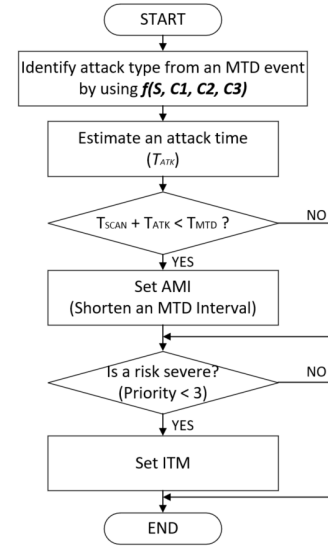 START
Identify attack type from an MTD event
by using f(S, C1, C2, C3)
Estimate an attack time
(TATK)
TSCAN + TATK < TMTD ?
NO
YES
Set AMI
(Shorten an MTD Interval)
Is a risk severe?
(Priority < 3)
NO
YES
Set ITM
END